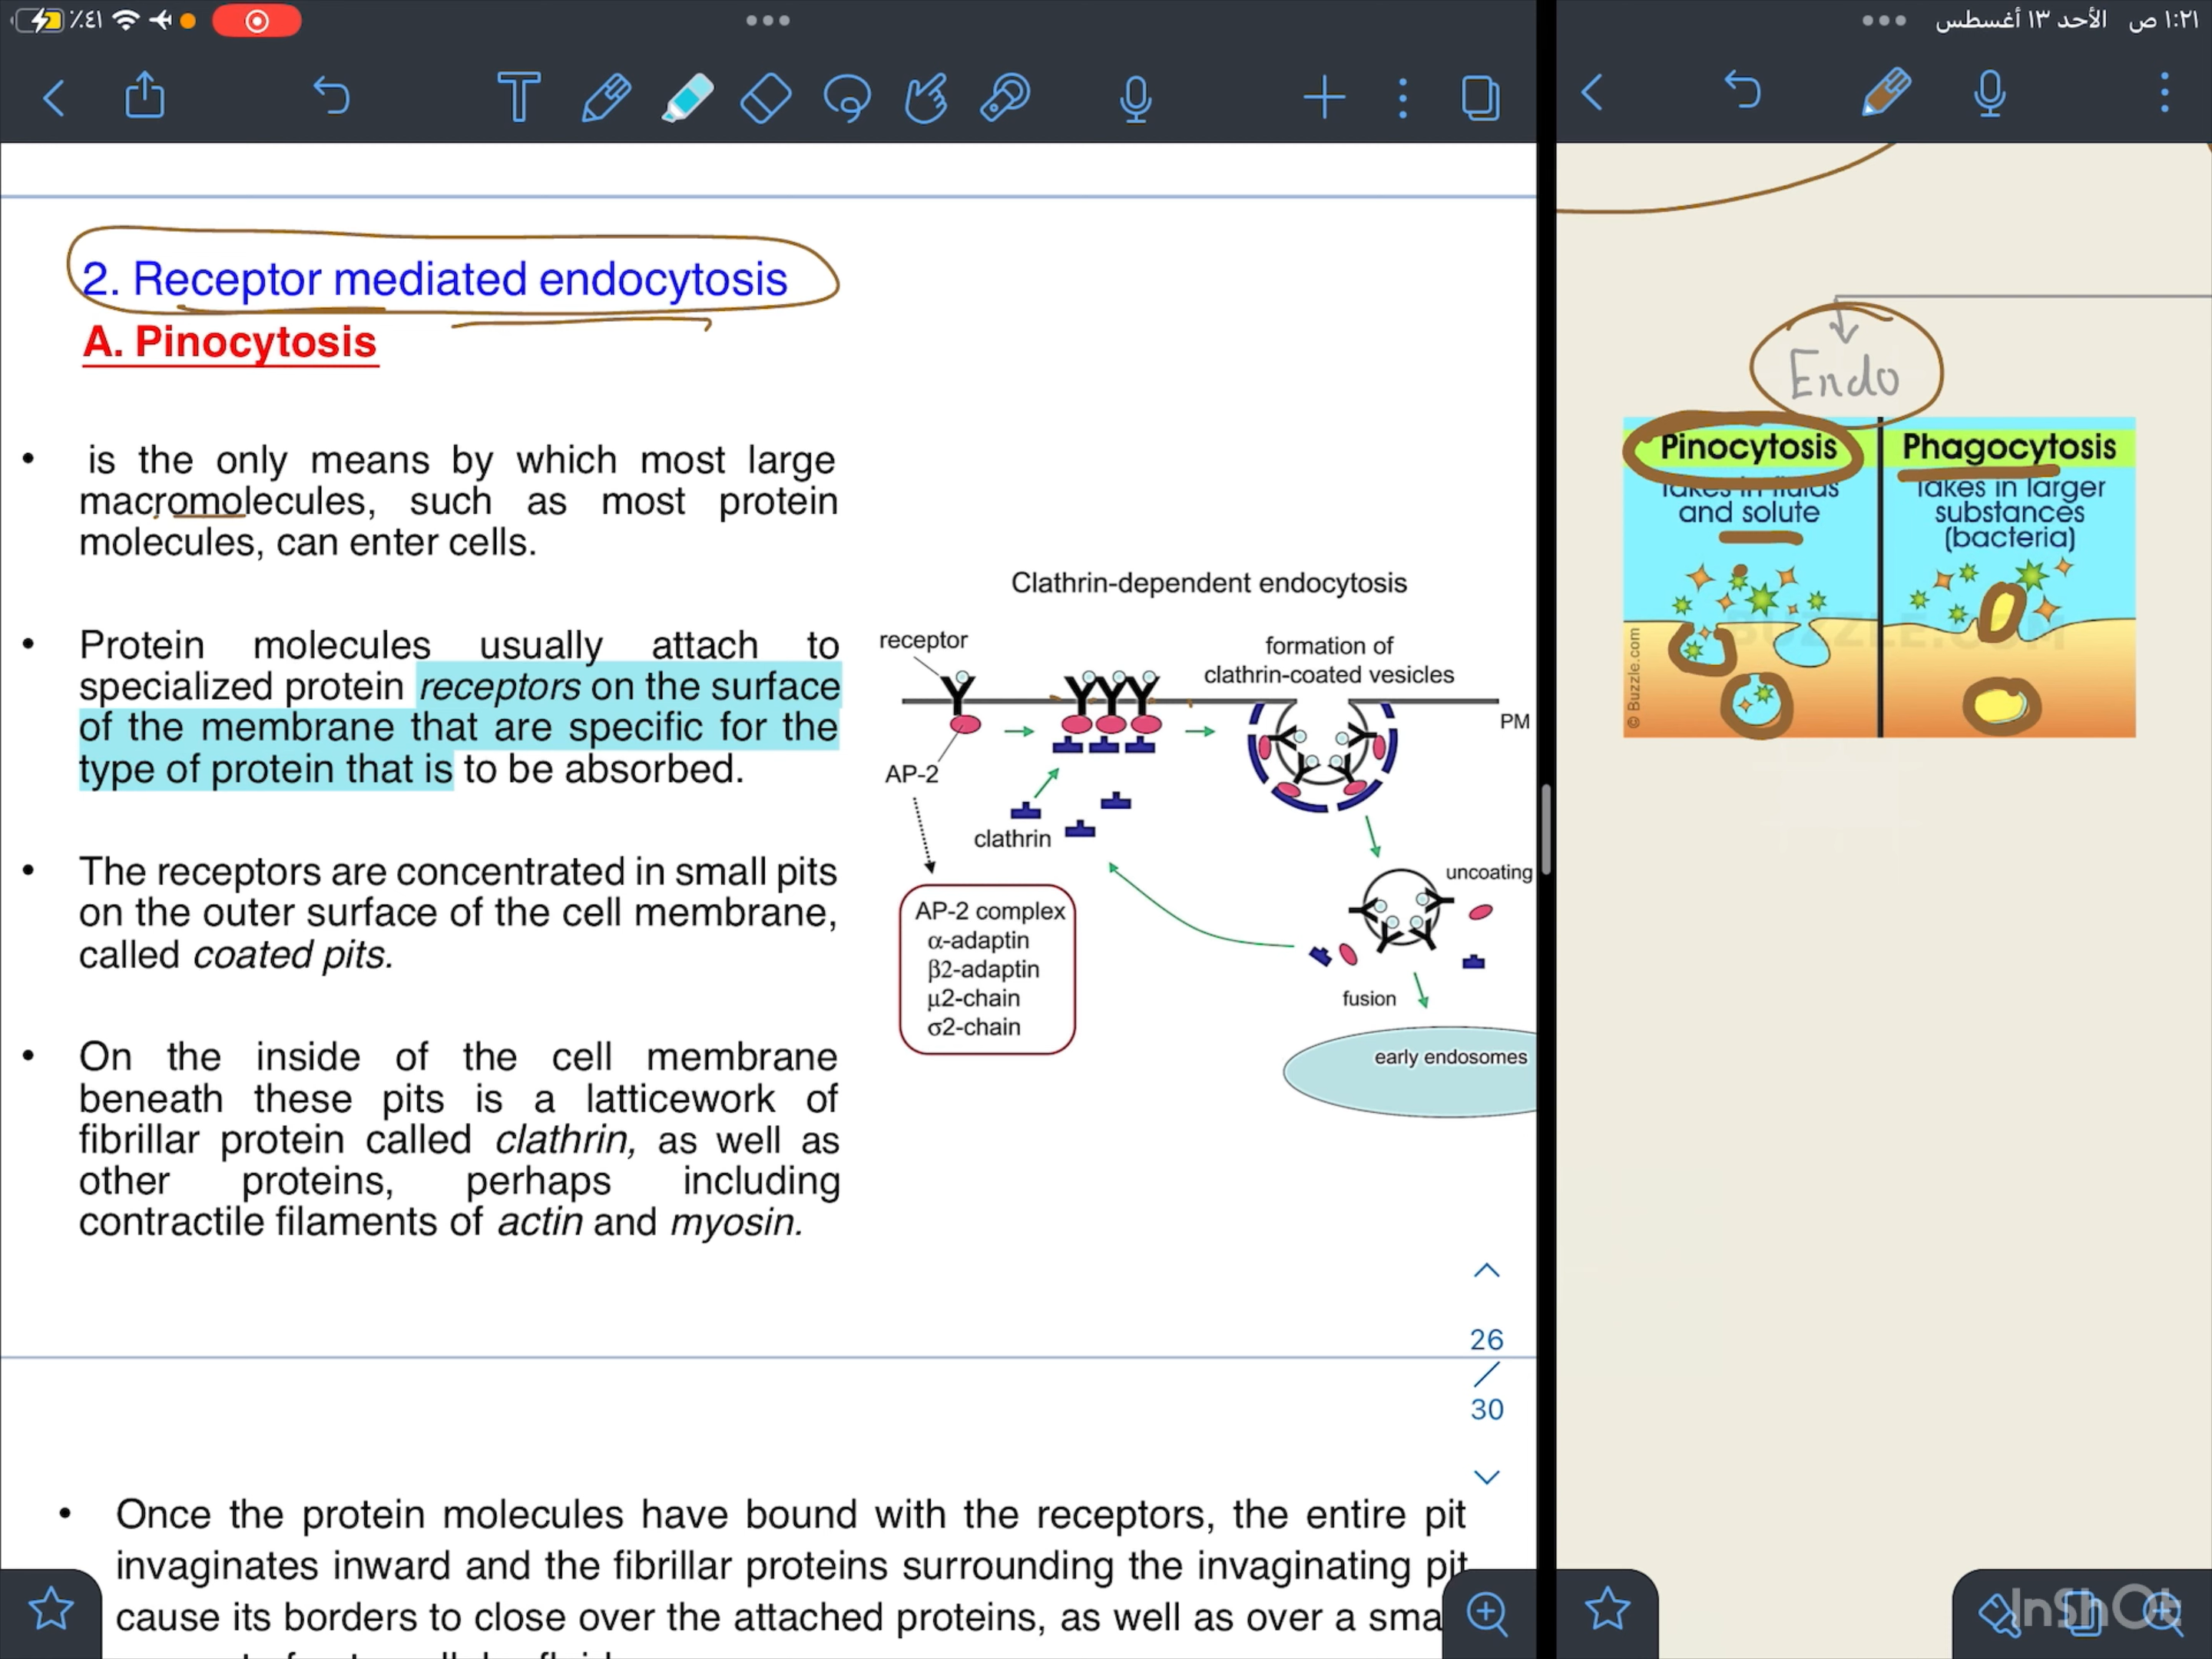 ٪٤١
١:٢١ ص الأحد ١٣ أغسطس
2. Receptor mediated endocytosis
A. Pinocytosis
• is the only means by which most large
macromolecules, such as most protein
molecules, can enter cells.
• Protein molecules usually attach to
specialized protein receptors on the surface
of the membrane that are specific for the
type of protein that is to be absorbed.
• The receptors are concentrated in small pits
on the outer surface of the cell membrane,
called coated pits.
• On the inside of the cell membrane
beneath these pits is a latticework of
fibrillar protein called clathrin, as well as
other proteins, perhaps including
contractile filaments of actin and myosin.
Clathrin-dependent endocytosis
receptor
formation of
clathrin-coated vesicles
PM
AP-2
clathrin
uncoating
AP-2 complex
α-adaptin
β2-adaptin
μ2-chain
σ2-chain
fusion
early endosomes
26
/
30
• Once the protein molecules have bound with the receptors, the entire pit
invaginates inward and the fibrillar proteins surrounding the invaginating pit
cause its borders to close over the attached proteins, as well as over a
Endo
Pinocytosis
Takes in fluids
and solute
Phagocytosis
Takes in larger
substances
(bacteria)
BUZZLE.COM
© Buzzle.com
InShOt